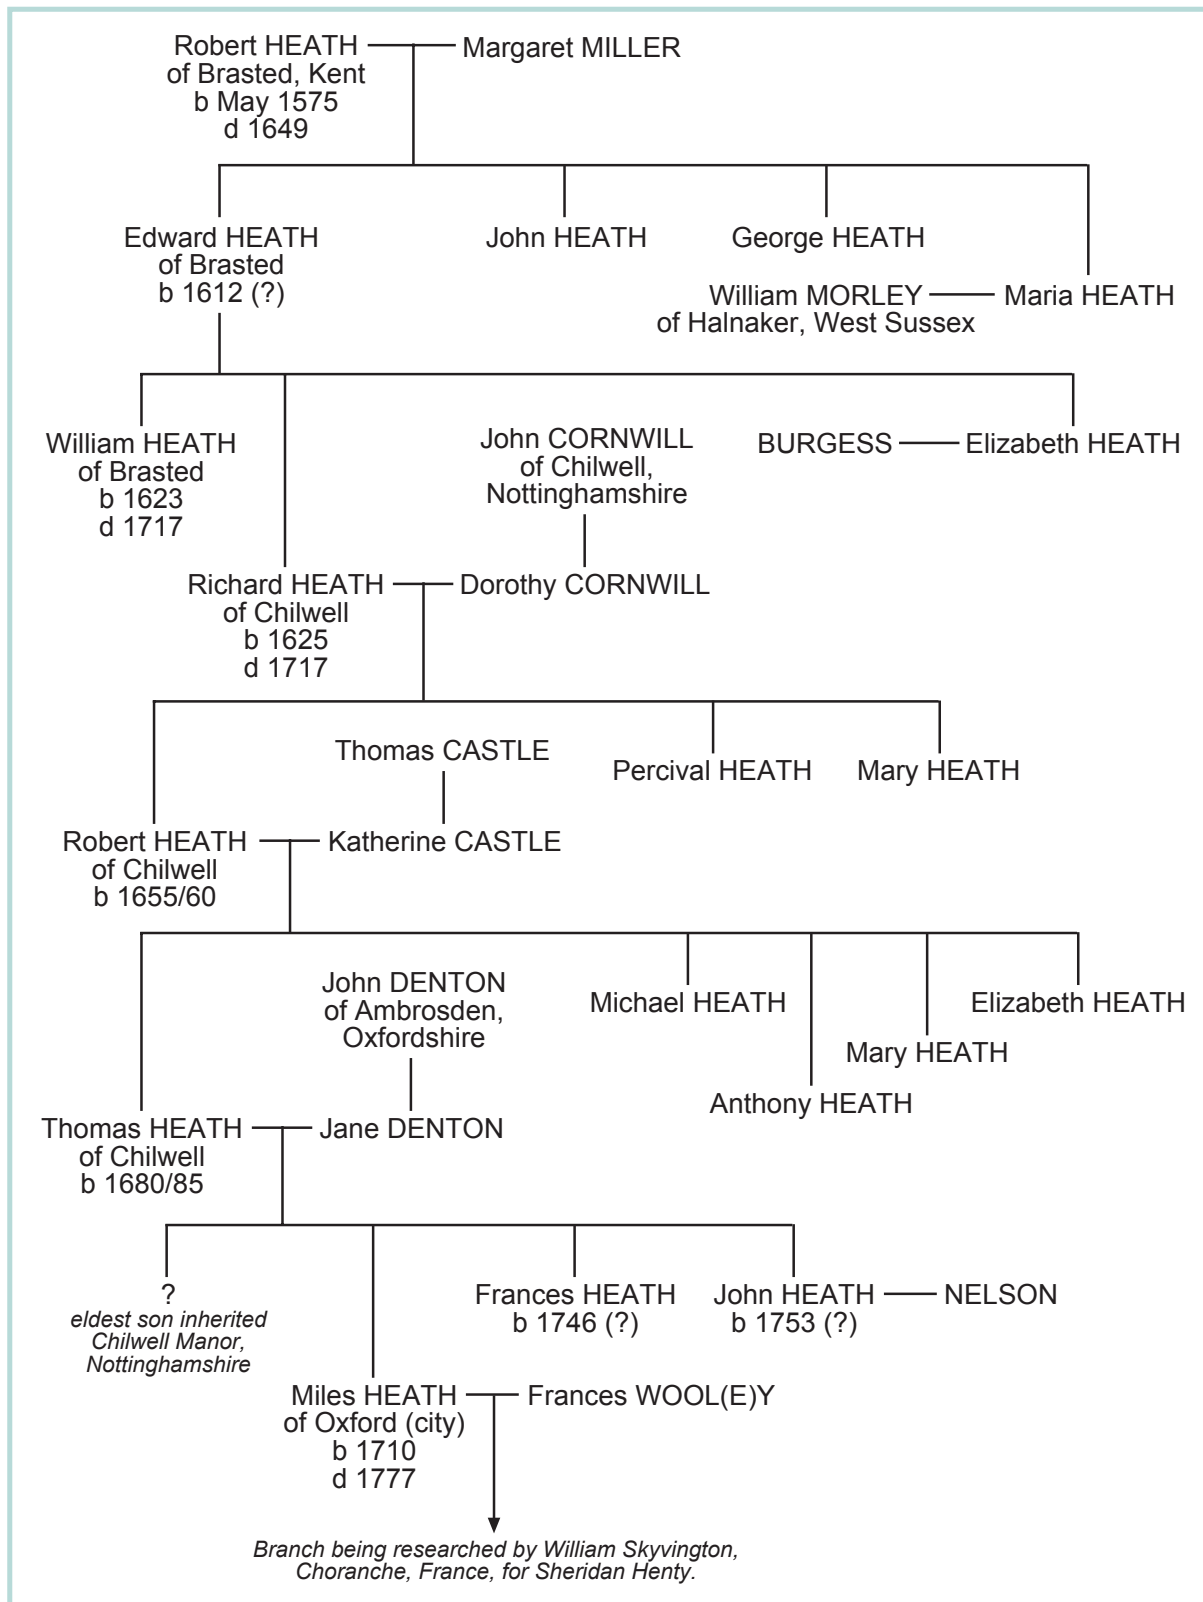 Robert HEATH
of Brasted, Kent
b May 1575
d 1649
Margaret MILLER
Edward HEATH
of Brasted
b 1612 (?)
John HEATH
George HEATH
William MORLEY
of Halnaker, West Sussex
Maria HEATH
William HEATH
of Brasted
b 1623
d 1717
John CORNWILL
of Chilwell,
Nottinghamshire
BURGESS
Elizabeth HEATH
Richard HEATH
of Chilwell
b 1625
d 1717
Dorothy CORNWILL
Thomas CASTLE
Percival HEATH
Mary HEATH
Robert HEATH
of Chilwell
b 1655/60
Katherine CASTLE
John DENTON
of Ambrosden,
Oxfordshire
Michael HEATH
Elizabeth HEATH
Mary HEATH
Anthony HEATH
Thomas HEATH
of Chilwell
b 1680/85
Jane DENTON
?
eldest son inherited
Chilwell Manor,
Nottinghamshire
Frances HEATH
b 1746 (?)
John HEATH
b 1753 (?)
NELSON
Miles HEATH
of Oxford (city)
b 1710
d 1777
Frances WOOL(E)Y
Branch being researched by William Skyvington,
Choranche, France, for Sheridan Henty.